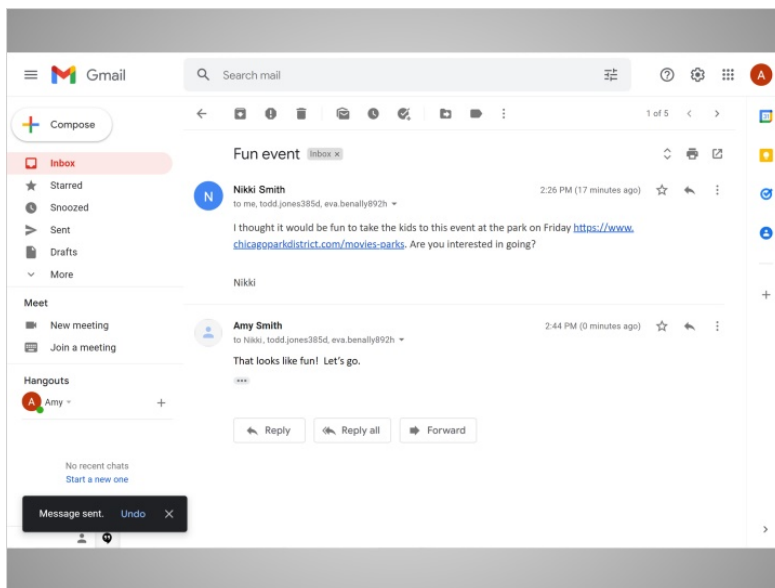 Gmail
Search mail
A
Compose
1 of 5
Inbox
Starred
Snoozed
Sent
Drafts
More
Meet
New meeting
Join a meeting
Hangouts
A Amy
No recent chats
Start a new one
Message sent. Undo
Fun event Inbox x
N
Nikki Smith 2:26 PM (17 minutes ago)
to me, todd.jones385d, eva.benally892h
I thought it would be fun to take the kids to this event at the park on Friday https://www.
chicagoparkdistrict.com/movies-parks. Are you interested in going?
Nikki
Amy Smith 2:44 PM (0 minutes ago)
to Nikki, todd.jones385d, eva.benally892h
That looks like fun! Let's go.
Reply Reply all Forward